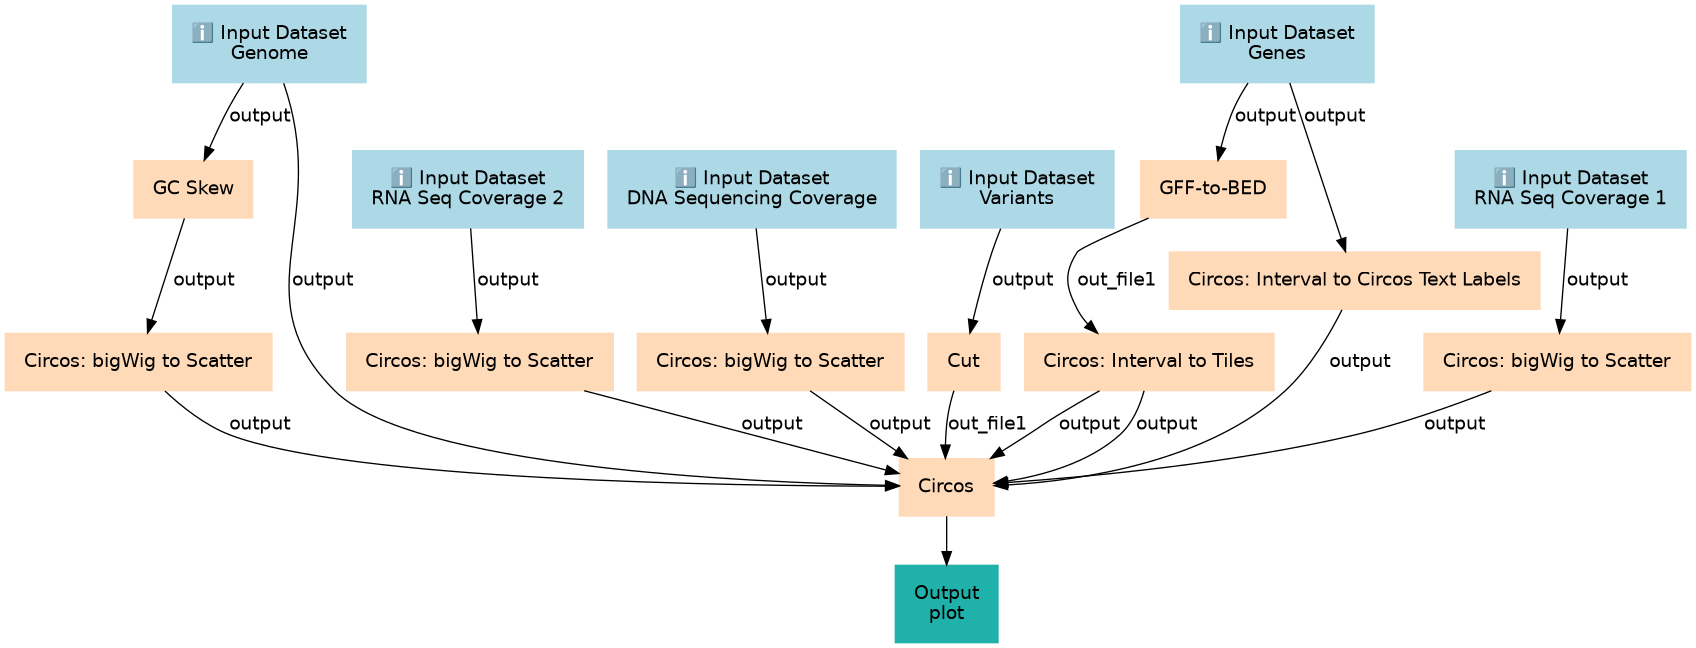 ℹ️ Input Dataset
Genome
ℹ️ Input Dataset
Genes
output
output
output
GC Skew
ℹ️ Input Dataset
RNA Seq Coverage 2
ℹ️ Input Dataset
DNA Sequencing Coverage
ℹ️ Input Dataset
Variants
GFF-to-BED
ℹ️ Input Dataset
RNA Seq Coverage 1
output
output
output
output
output
out_file1
Circos: Interval to Circos Text Labels
output
Circos: bigWig to Scatter
Circos: bigWig to Scatter
Circos: bigWig to Scatter
Cut
Circos: Interval to Tiles
output
Circos: bigWig to Scatter
output
output
output
out_file1
output
output
output
Circos
Output
plot